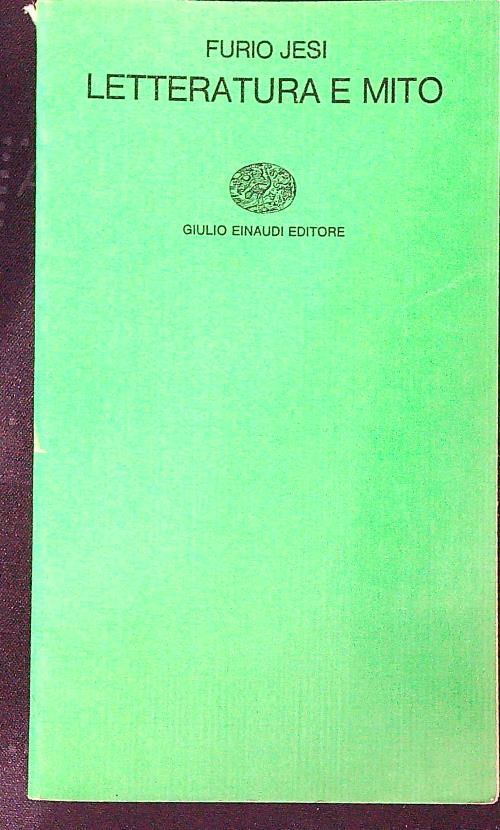 FURIO JESI
LETTERATURA E MITO
GIULIO EINAUDI EDITORE